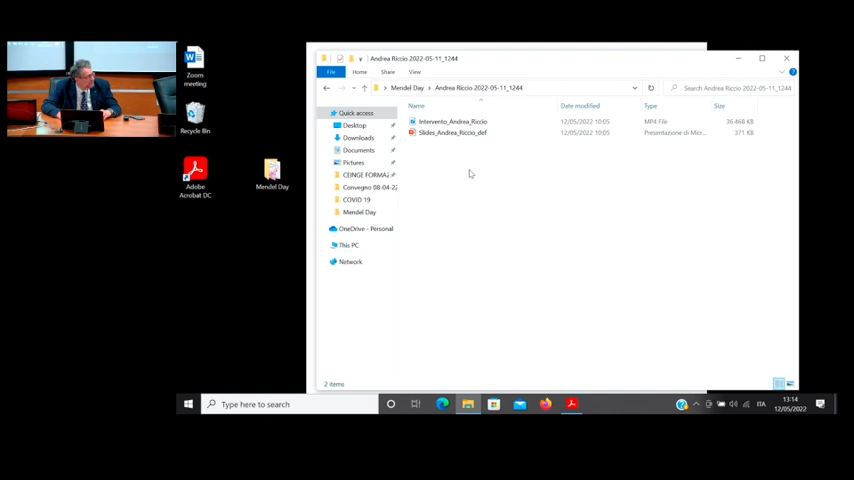 Zoom
meeting
Recycle Bin
Adobe
Acrobat DC
Mendel Day
Andrea Riccio 2022-05-11_1244
File
Home
Share
View
Mendel Day
Andrea Riccio 2022-05-11_1244
Search Andrea Riccio 2022-05-11_1244
Name
Date modified
Type
Size
Intervento_Andrea_Riccio
12/05/2022 10:05
MP4 File
36.468 KB
Slides_Andrea_Riccio_def
12/05/2022 10:05
Presentazione di Micr...
371 KB
Quick access
Desktop
Downloads
Documents
Pictures
CEINGE FORMAZ
Convegno 08-04-22
COVID 19
Mendel Day
OneDrive - Personal
This PC
Network
2 items
Type here to search
ITA
13:14
12/05/2022